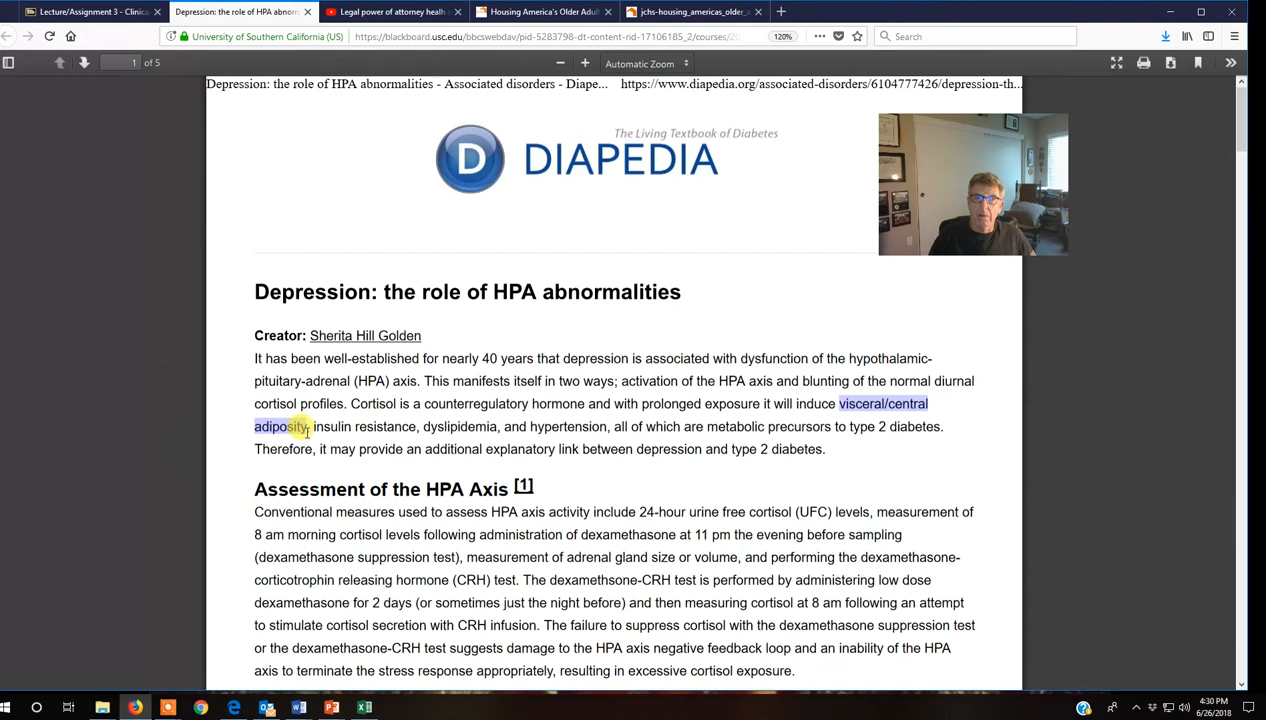 Lecture/Assignment 3 - Clinica
Depression: the role of HPA abnorm
Legal power of attorney healh
Housing America's Older Adul
jchs-housing_americas_older_
University of Southern California (US)
https://blackboard.usc.edu/bbcswebdav/pid-5283798-dt-content-rid-17106185_2/courses/20
120%
Search
1 of 5
Automatic Zoom
Depression: the role of HPA abnormalities - Associated disorders - Diape...
https://www.diapedia.org/associated-disorders/6104777426/depression-th...
The Living Textbook of Diabetes
D DIAPEDIA
Depression: the role of HPA abnormalities
Creator: Sherita Hill Golden
It has been well-established for nearly 40 years that depression is associated with dysfunction of the hypothalamic-
pituitary-adrenal (HPA) axis. This manifests itself in two ways; activation of the HPA axis and blunting of the normal diurnal
cortisol profiles. Cortisol is a counterregulatory hormone and with prolonged exposure it will induce visceral/central
adiposity, insulin resistance, dyslipidemia, and hypertension, all of which are metabolic precursors to type 2 diabetes.
Therefore, it may provide an additional explanatory link between depression and type 2 diabetes.
Assessment of the HPA Axis [1]
Conventional measures used to assess HPA axis activity include 24-hour urine free cortisol (UFC) levels, measurement of
8 am morning cortisol levels following administration of dexamethasone at 11 pm the evening before sampling
(dexamethasone suppression test), measurement of adrenal gland size or volume, and performing the dexamethasone-
corticotrophin releasing hormone (CRH) test. The dexamethsone-CRH test is performed by administering low dose
dexamethasone for 2 days (or sometimes just the night before) and then measuring cortisol at 8 am following an attempt
to stimulate cortisol secretion with CRH infusion. The failure to suppress cortisol with the dexamethasone suppression test
or the dexamethasone-CRH test suggests damage to the HPA axis negative feedback loop and an inability of the HPA
axis to terminate the stress response appropriately, resulting in excessive cortisol exposure.
4:30 PM
6/26/2018